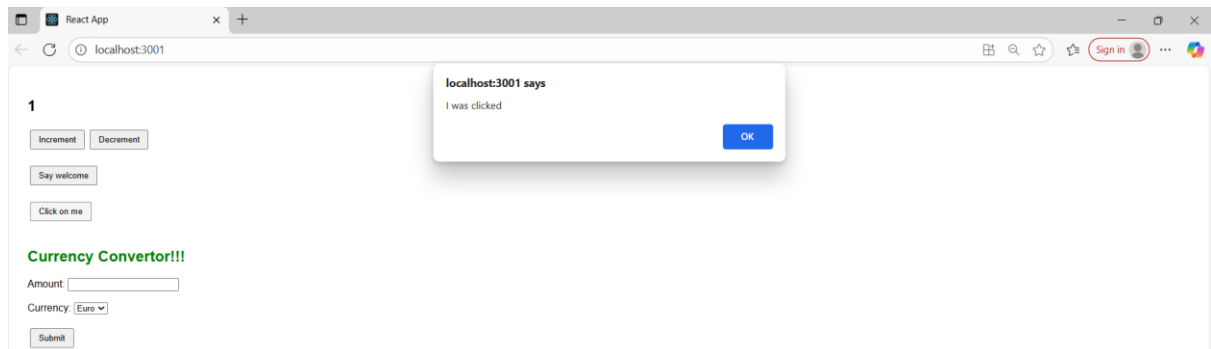 React App
localhost:3001
Sign in
localhost:3001 says
I was clicked
OK
1
Increment Decrement
Say welcome
Click on me
Currency Convertor!!!
Amount:
Currency: Euro
Submit